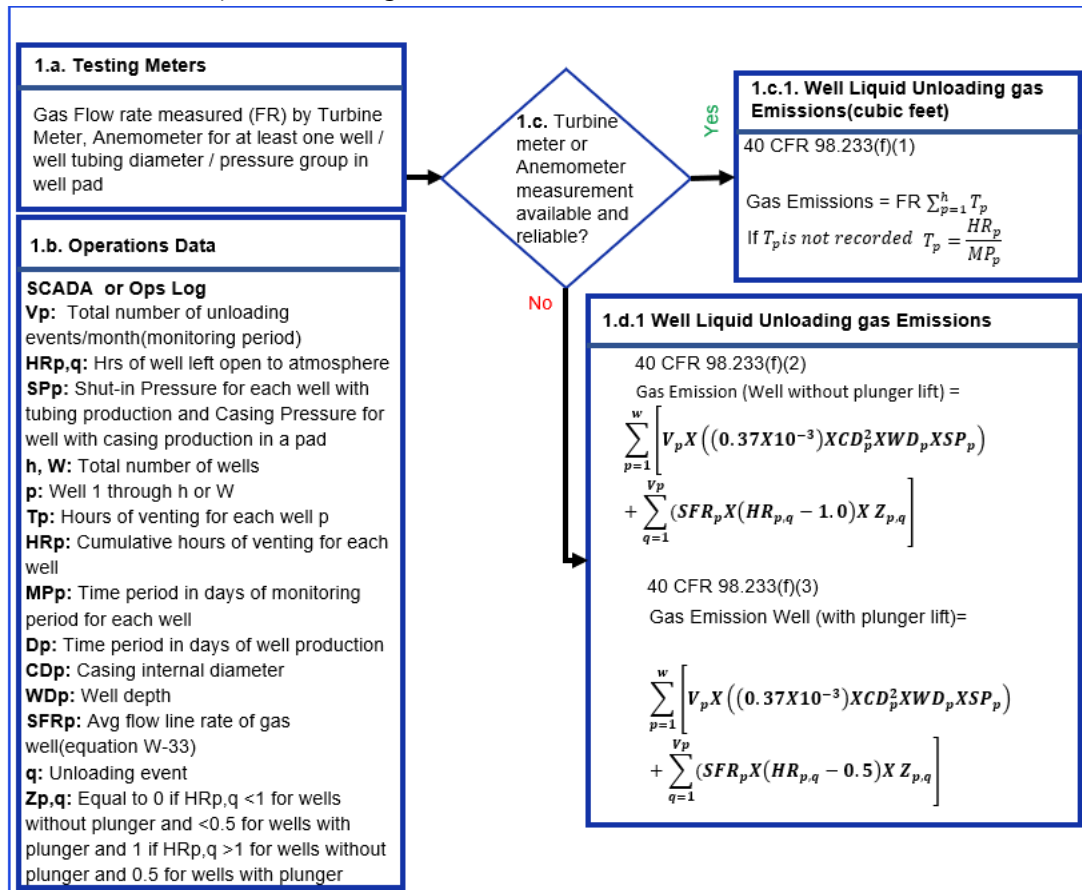 1.a. Testing Meters
Gas Flow rate measured (FR) by Turbine
Meter, Anemometer for at least one well /
well tubing diameter / pressure group in
well pad
1.b. Operations Data
SCADA or Ops Log
Vp: Total number of unloading
events/month(monitoring period)
HRp,q: Hrs of well left open to atmosphere
SPp: Shut-in Pressure for each well with
tubing production and Casing Pressure for
well with casing production in a pad
h, W: Total number of wells
p: Well 1 through h or W
Tp: Hours of venting for each well p
HRp: Cumulative hours of venting for each
well
MPp: Time period in days of monitoring
period for each well
Dp: Time period in days of well production
CDp: Casing internal diameter
WDp: Well depth
SFRp: Avg flow line rate of gas
well(equation W-33)
q: Unloading event
Zp,q: Equal to 0 if HRp,q <1 for wells
without plunger and <0.5 for wells with
plunger and 1 if HRp,q >1 for wells without
plunger and 0.5 for wells with plunger
1.c. Turbine
meter or
Anemometer
measurement
available and
reliable?
Yes
No
1.c.1. Well Liquid Unloading gas
Emissions(cubic feet)
40 CFR 98.233(f)(1)
Gas Emissions = FR ∑_{p=1}^{h} T_p
If T_p is not recorded T_p = HR_p / MP_p
1.d.1 Well Liquid Unloading gas Emissions
40 CFR 98.233(f)(2)
Gas Emission (Well without plunger lift) =
∑_{p=1}^{w} [V_p X ((0.37X10^{-3})XCD_p^2XWD_pXSP_p)
+ ∑_{q=1}^{Vp} (SFR_pX(HR_{p,q} − 1.0)X Z_{p,q}]
40 CFR 98.233(f)(3)
Gas Emission Well (with plunger lift)=
∑_{p=1}^{w} [V_p X ((0.37X10^{-3})XCD_p^2XWD_pXSP_p)
+ ∑_{q=1}^{Vp} (SFR_pX(HR_{p,q} − 0.5)X Z_{p,q}]